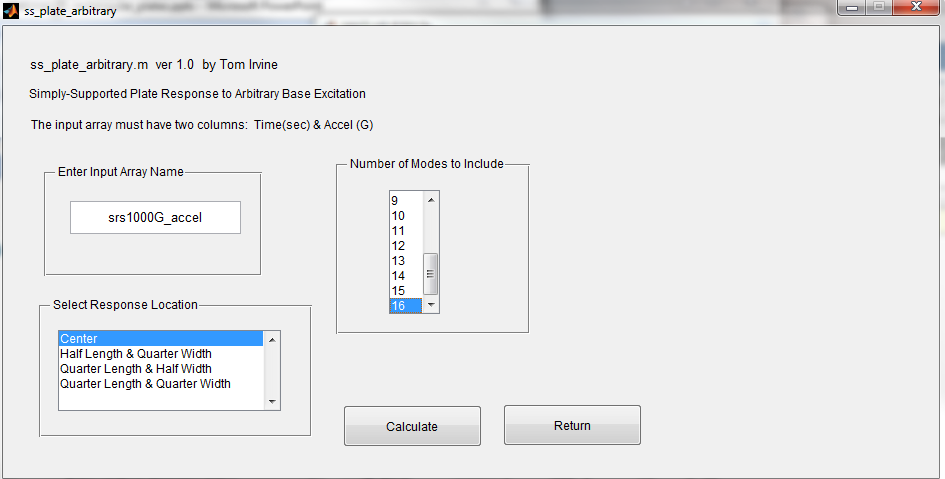 ss_plate_arbitrary
ss_plate_arbitrary.m ver 1.0 by Tom Irvine
Simply-Supported Plate Response to Arbitrary Base Excitation
The input array must have two columns: Time(sec) & Accel (G)
Enter Input Array Name
srs1000G_accel
Number of Modes to Include
9
10
11
12
13
14
15
16
Select Response Location
Center
Half Length & Quarter Width
Quarter Length & Half Width
Quarter Length & Quarter Width
Calculate
Return